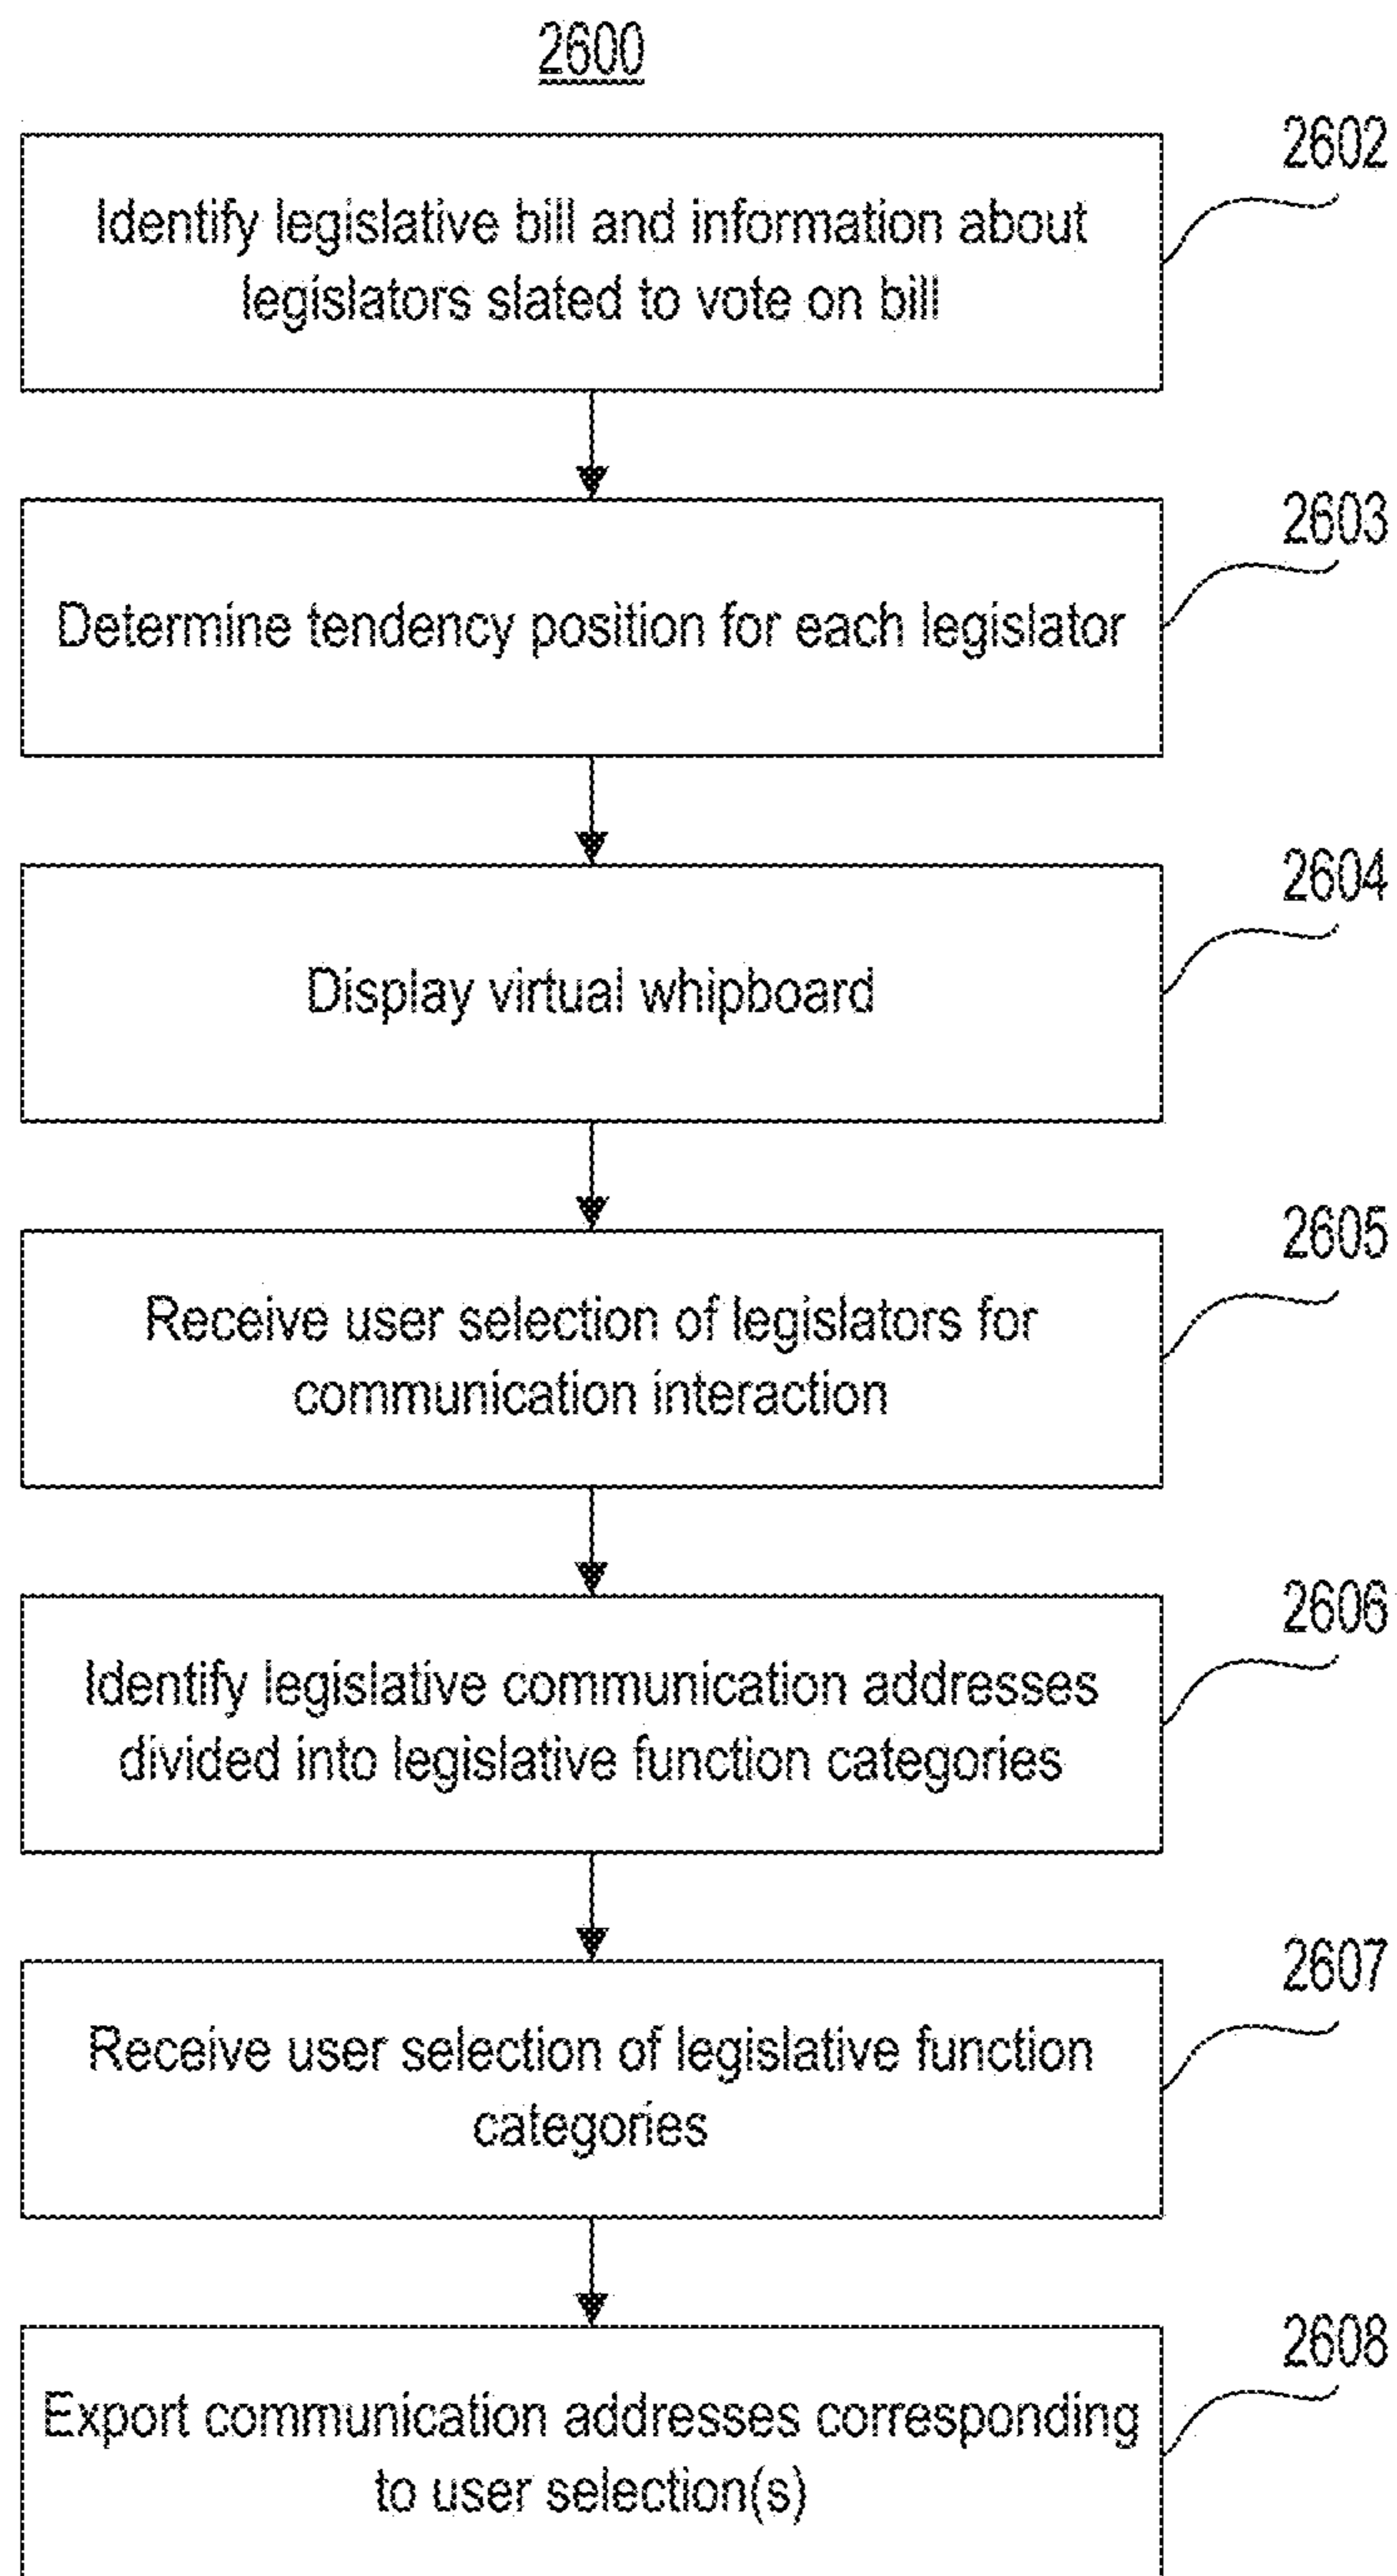 2600
2602
Identify legislative bill and information about
legislators slated to vote on bill
2603
Determine tendency position for each legislator
2604
Display virtual whipboard
2605
Receive user selection of legislators for
communication interaction
2606
Identify legislative communication addresses
divided into legislative function categories
2607
Receive user selection of legislative function
categories
2608
Export communication addresses corresponding
to user selection(s)